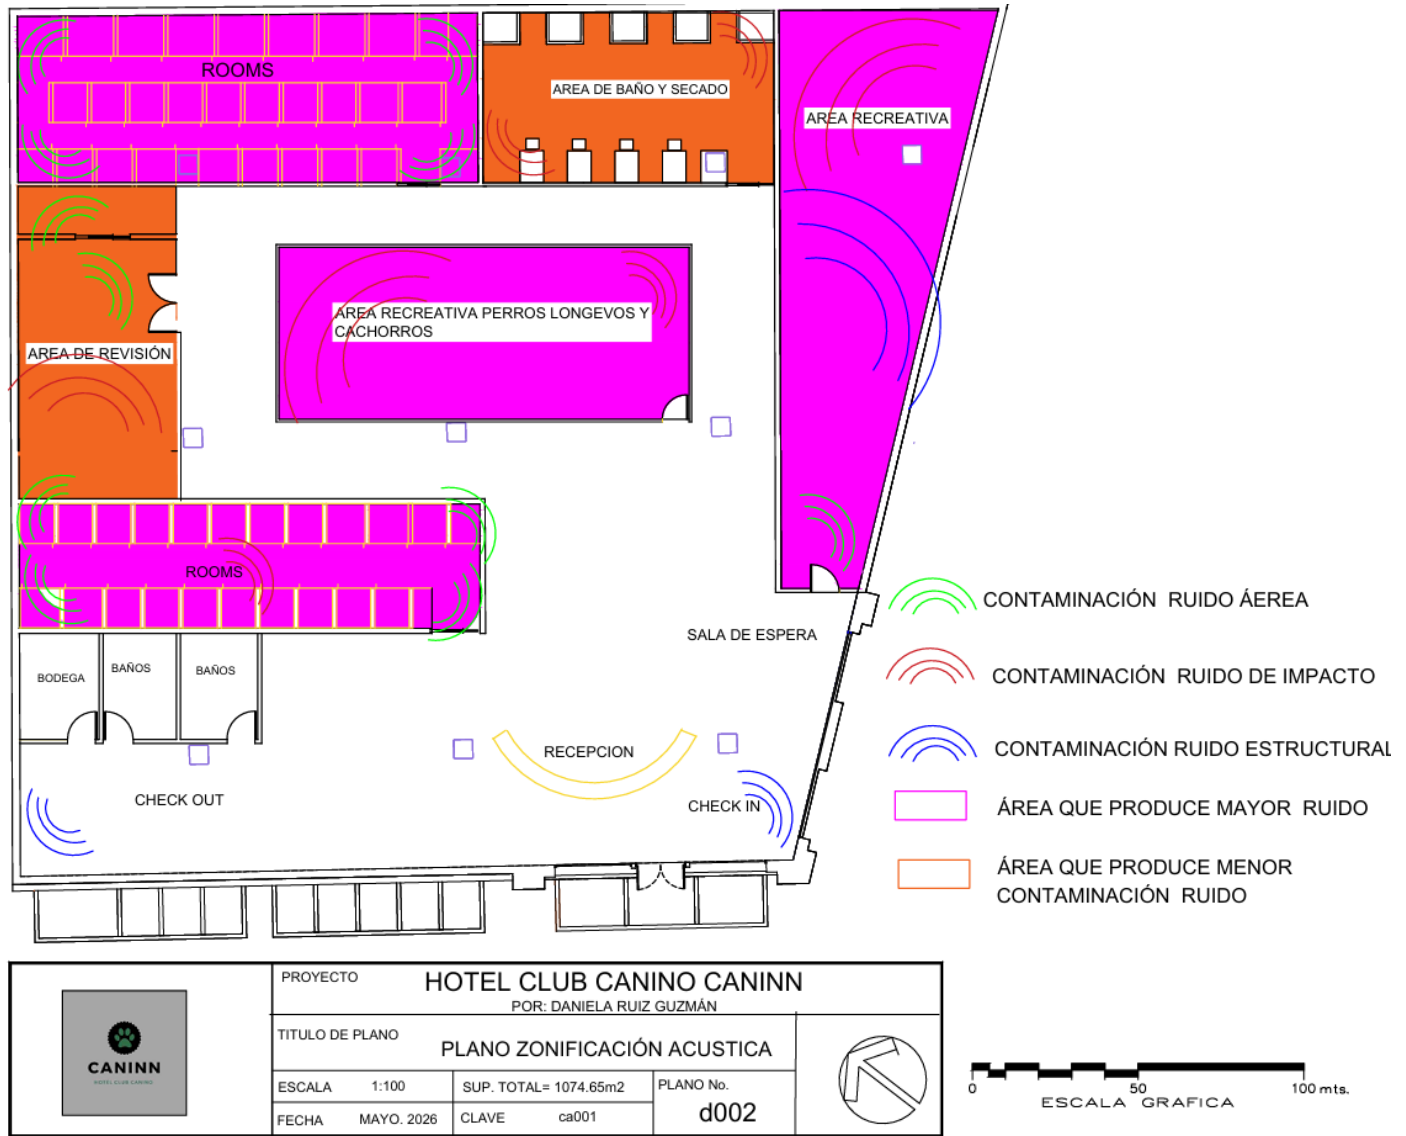 ROOMS
AREA DE BAÑO Y SECADO
AREA RECREATIVA
AREA RECREATIVA PERROS LONGEVOS Y
CACHORROS
AREA DE REVISIÓN
ROOMS
BODEGA
BAÑOS
BAÑOS
SALA DE ESPERA
RECEPCION
CHECK OUT
CHECK IN
CONTAMINACIÓN RUIDO ÁEREA
CONTAMINACIÓN RUIDO DE IMPACTO
CONTAMINACIÓN RUIDO ESTRUCTURAL
ÁREA QUE PRODUCE MAYOR RUIDO
ÁREA QUE PRODUCE MENOR
CONTAMINACIÓN RUIDO
CANINN
HOTEL CLUB CANINO
PROYECTO
HOTEL CLUB CANINO CANINN
POR: DANIELA RUIZ GUZMÁN
TITULO DE PLANO
PLANO ZONIFICACIÓN ACUSTICA
ESCALA 1:100
SUP. TOTAL= 1074.65m2
PLANO No.
d002
FECHA MAYO. 2026
CLAVE ca001
0 50 100 mts.
ESCALA GRAFICA